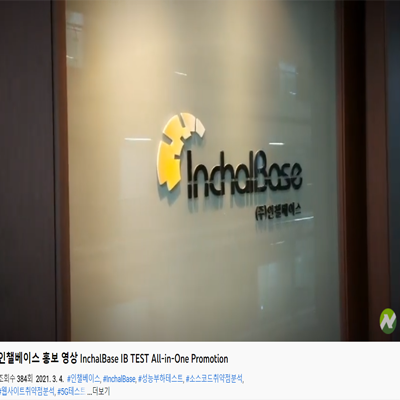 InchalBase
(주)인챌베이스
인챌베이스 홍보 영상 InchalBase IB TEST All-in-One Promotion
조회수 384회 2021. 3. 4. #인챌베이스, #InchalBase, #성능부하테스트, #소스코드취약점분석,
#웹사이트취약점분석, #5G테스트 ...더보기